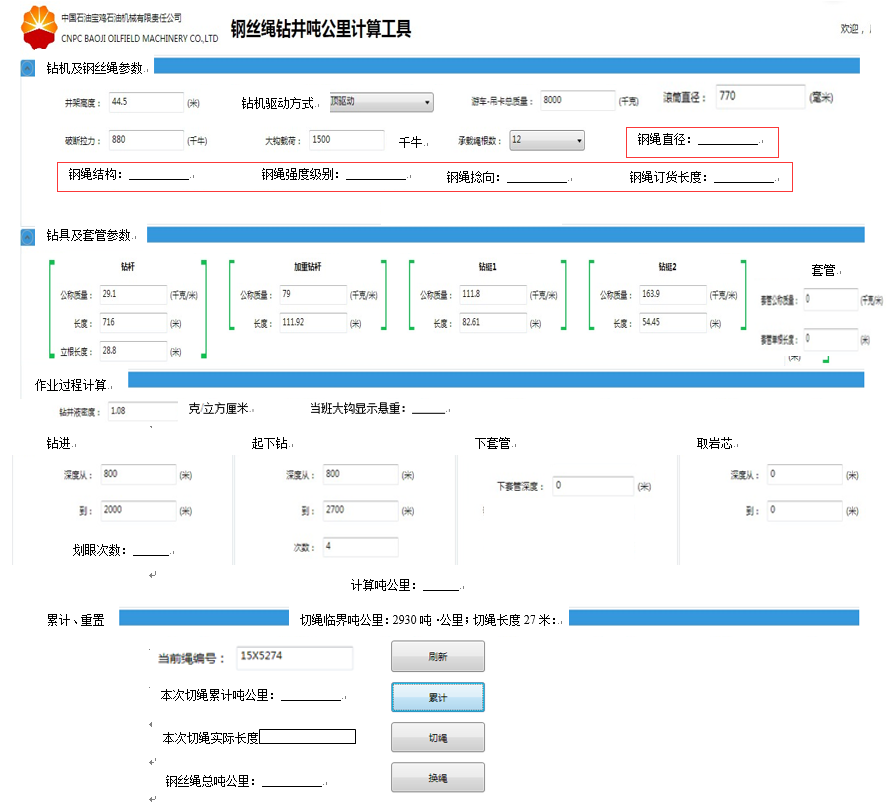 中国石油宝鸡石油机械有限责任公司
CNPC BAOJI OILFIELD MACHINERY CO.,LTD
钢丝绳钻井吨公里计算工具
欢迎，
钻机及钢丝绳参数
井架高度： 44.5 (米) 钻机驱动方式 顶驱动 游车-吊卡总质量： 8000 (千克) 滚筒直径： 770 (毫米)
破断拉力： 880 (千牛) 大钩载荷： 1500 千牛 承载绳根数： 12 钢绳直径：
钢绳结构： 钢绳强度级别： 钢绳捻向： 钢绳订货长度：
钻具及套管参数
钻杆 加重钻杆 钻铤1 钻铤2 套管
公称质量： 29.1 (千克/米) 公称质量： 79 (千克/米) 公称质量： 111.8 (千克/米) 公称质量： 163.9 (千克/米) 套管公称质量： 0 (千克/米)
长度： 716 (米) 长度： 111.92 (米) 长度： 82.61 (米) 长度： 54.45 (米) 套管单根长度： 0 (米)
立根长度： 28.8 (米) (米)
作业过程计算
钻井液密度： 1.08 克/立方厘米 当班大钩显示悬重：
钻进 起下钻 下套管 取岩芯
深度从： 800 (米) 深度从： 800 (米) 下套管深度： 0 (米) 深度从： 0 (米)
到： 2000 (米) 到： 2700 (米) 到： 0 (米)
划眼次数： 次数： 4
计算吨公里：
累计、重置 切绳临界吨公里：2930 吨·公里；切绳长度 27 米：
当前绳编号： 15X5274 刷新
本次切绳累计吨公里： 累计
本次切绳实际长度 切绳
钢丝绳总吨公里： 换绳